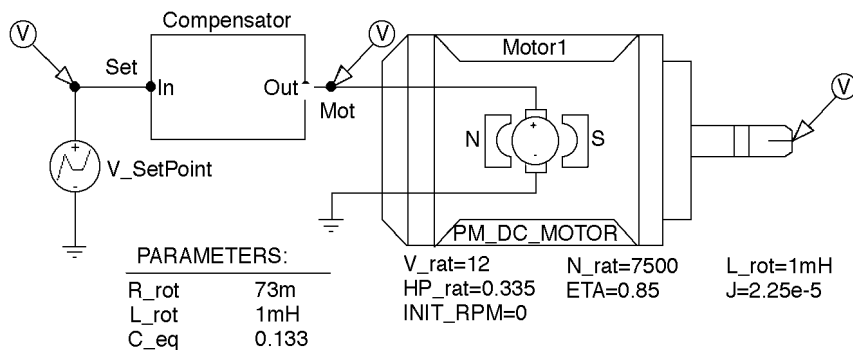 Compensator
V
V
Motor1
Set
In
Out
Mot
V
+
-
V_SetPoint
N
+
-
S
PM_DC_MOTOR
PARAMETERS:
R_rot 73m
L_rot 1mH
C_eq 0.133
V_rat=12 N_rat=7500 L_rot=1mH
HP_rat=0.335 ETA=0.85 J=2.25e-5
INIT_RPM=0